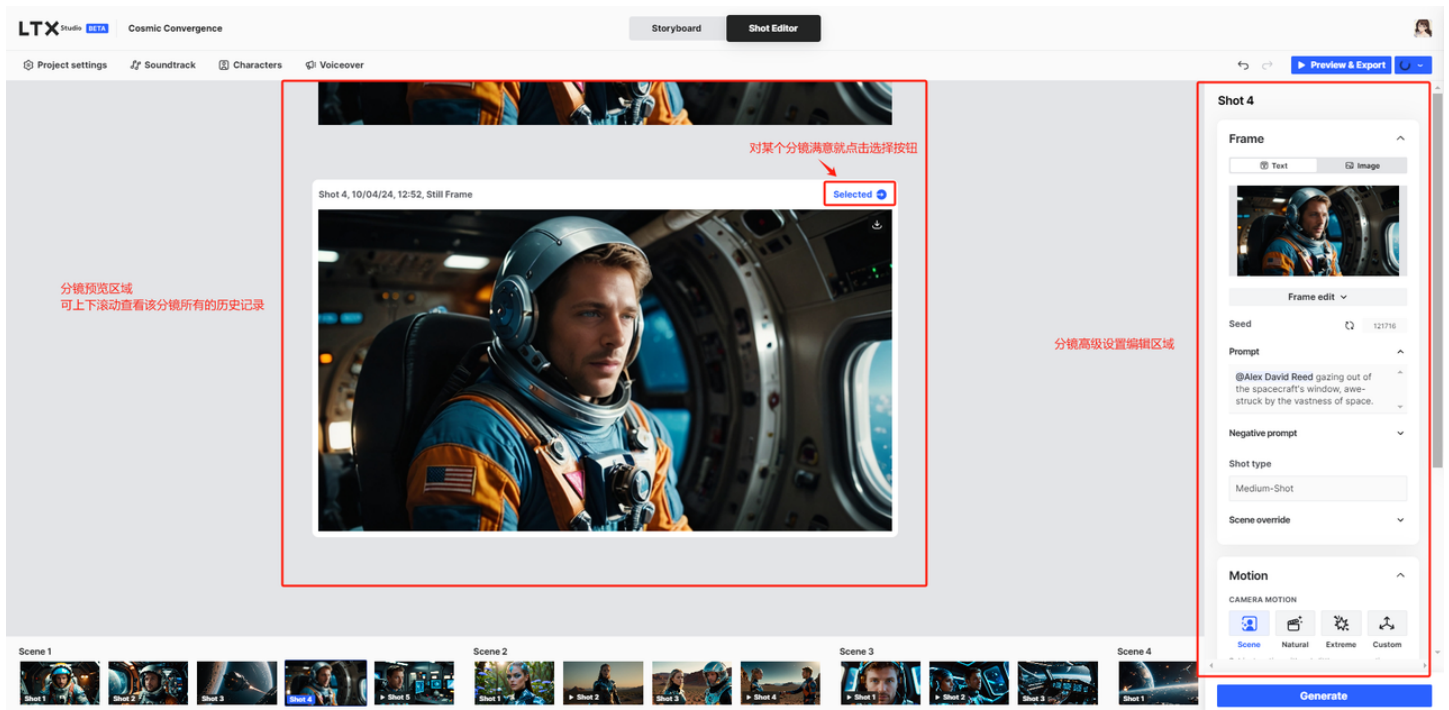 LTX Studio BETA Cosmic Convergence Storyboard Shot Editor
Project settings Soundtrack Characters Voiceover Preview & Export
对某个分镜满意就点击选择按钮
Shot 4, 10/04/24, 12:52, Still Frame Selected
分镜预览区域
可上下滚动查看该分镜所有的历史记录
分镜高级设置编辑区域
Shot 4
Frame
Text Image
Frame edit
Seed 121716
Prompt
@Alex David Reed gazing out of
the spacecraft's window, awe-
struck by the vastness of space.
Negative prompt
Shot type
Medium-Shot
Scene override
Motion
CAMERA MOTION
Scene Natural Extreme Custom
Generate
Scene 1 Scene 2 Scene 3 Scene 4
Shot 1 Shot 2 Shot 3 Shot 4 Shot 5 Shot 1 Shot 2 Shot 3 Shot 4 Shot 1 Shot 2 Shot 3 Shot 1